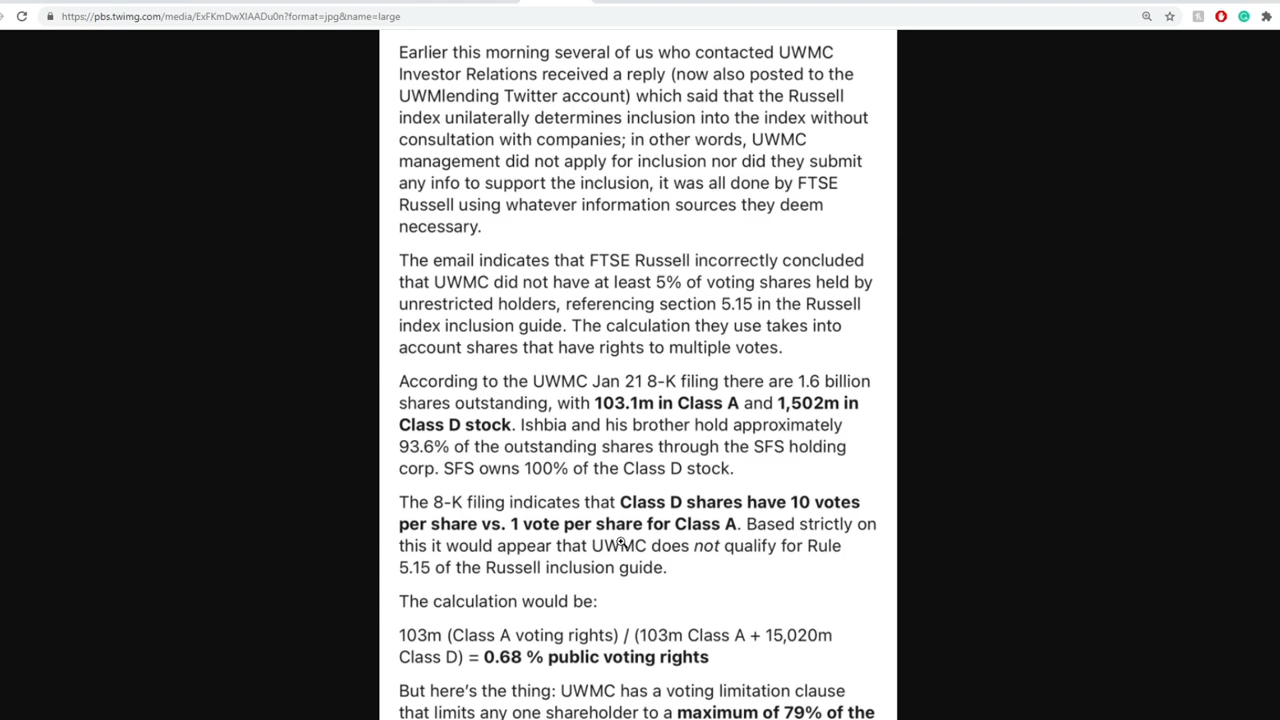 https://pbs.twimg.com/media/ExFKmDwXIAADu0n?format=jpg&name=large
Earlier this morning several of us who contacted UWMC
Investor Relations received a reply (now also posted to the
UWMlending Twitter account) which said that the Russell
index unilaterally determines inclusion into the index without
consultation with companies; in other words, UWMC
management did not apply for inclusion nor did they submit
any info to support the inclusion, it was all done by FTSE
Russell using whatever information sources they deem
necessary.
The email indicates that FTSE Russell incorrectly concluded
that UWMC did not have at least 5% of voting shares held by
unrestricted holders, referencing section 5.15 in the Russell
index inclusion guide. The calculation they use takes into
account shares that have rights to multiple votes.
According to the UWMC Jan 21 8-K filing there are 1.6 billion
shares outstanding, with 103.1m in Class A and 1,502m in
Class D stock. Ishbia and his brother hold approximately
93.6% of the outstanding shares through the SFS holding
corp. SFS owns 100% of the Class D stock.
The 8-K filing indicates that Class D shares have 10 votes
per share vs. 1 vote per share for Class A. Based strictly on
this it would appear that UWMC does not qualify for Rule
5.15 of the Russell inclusion guide.
The calculation would be:
103m (Class A voting rights) / (103m Class A + 15,020m
Class D) = 0.68 % public voting rights
But here's the thing: UWMC has a voting limitation clause
that limits any one shareholder to a maximum of 79% of the